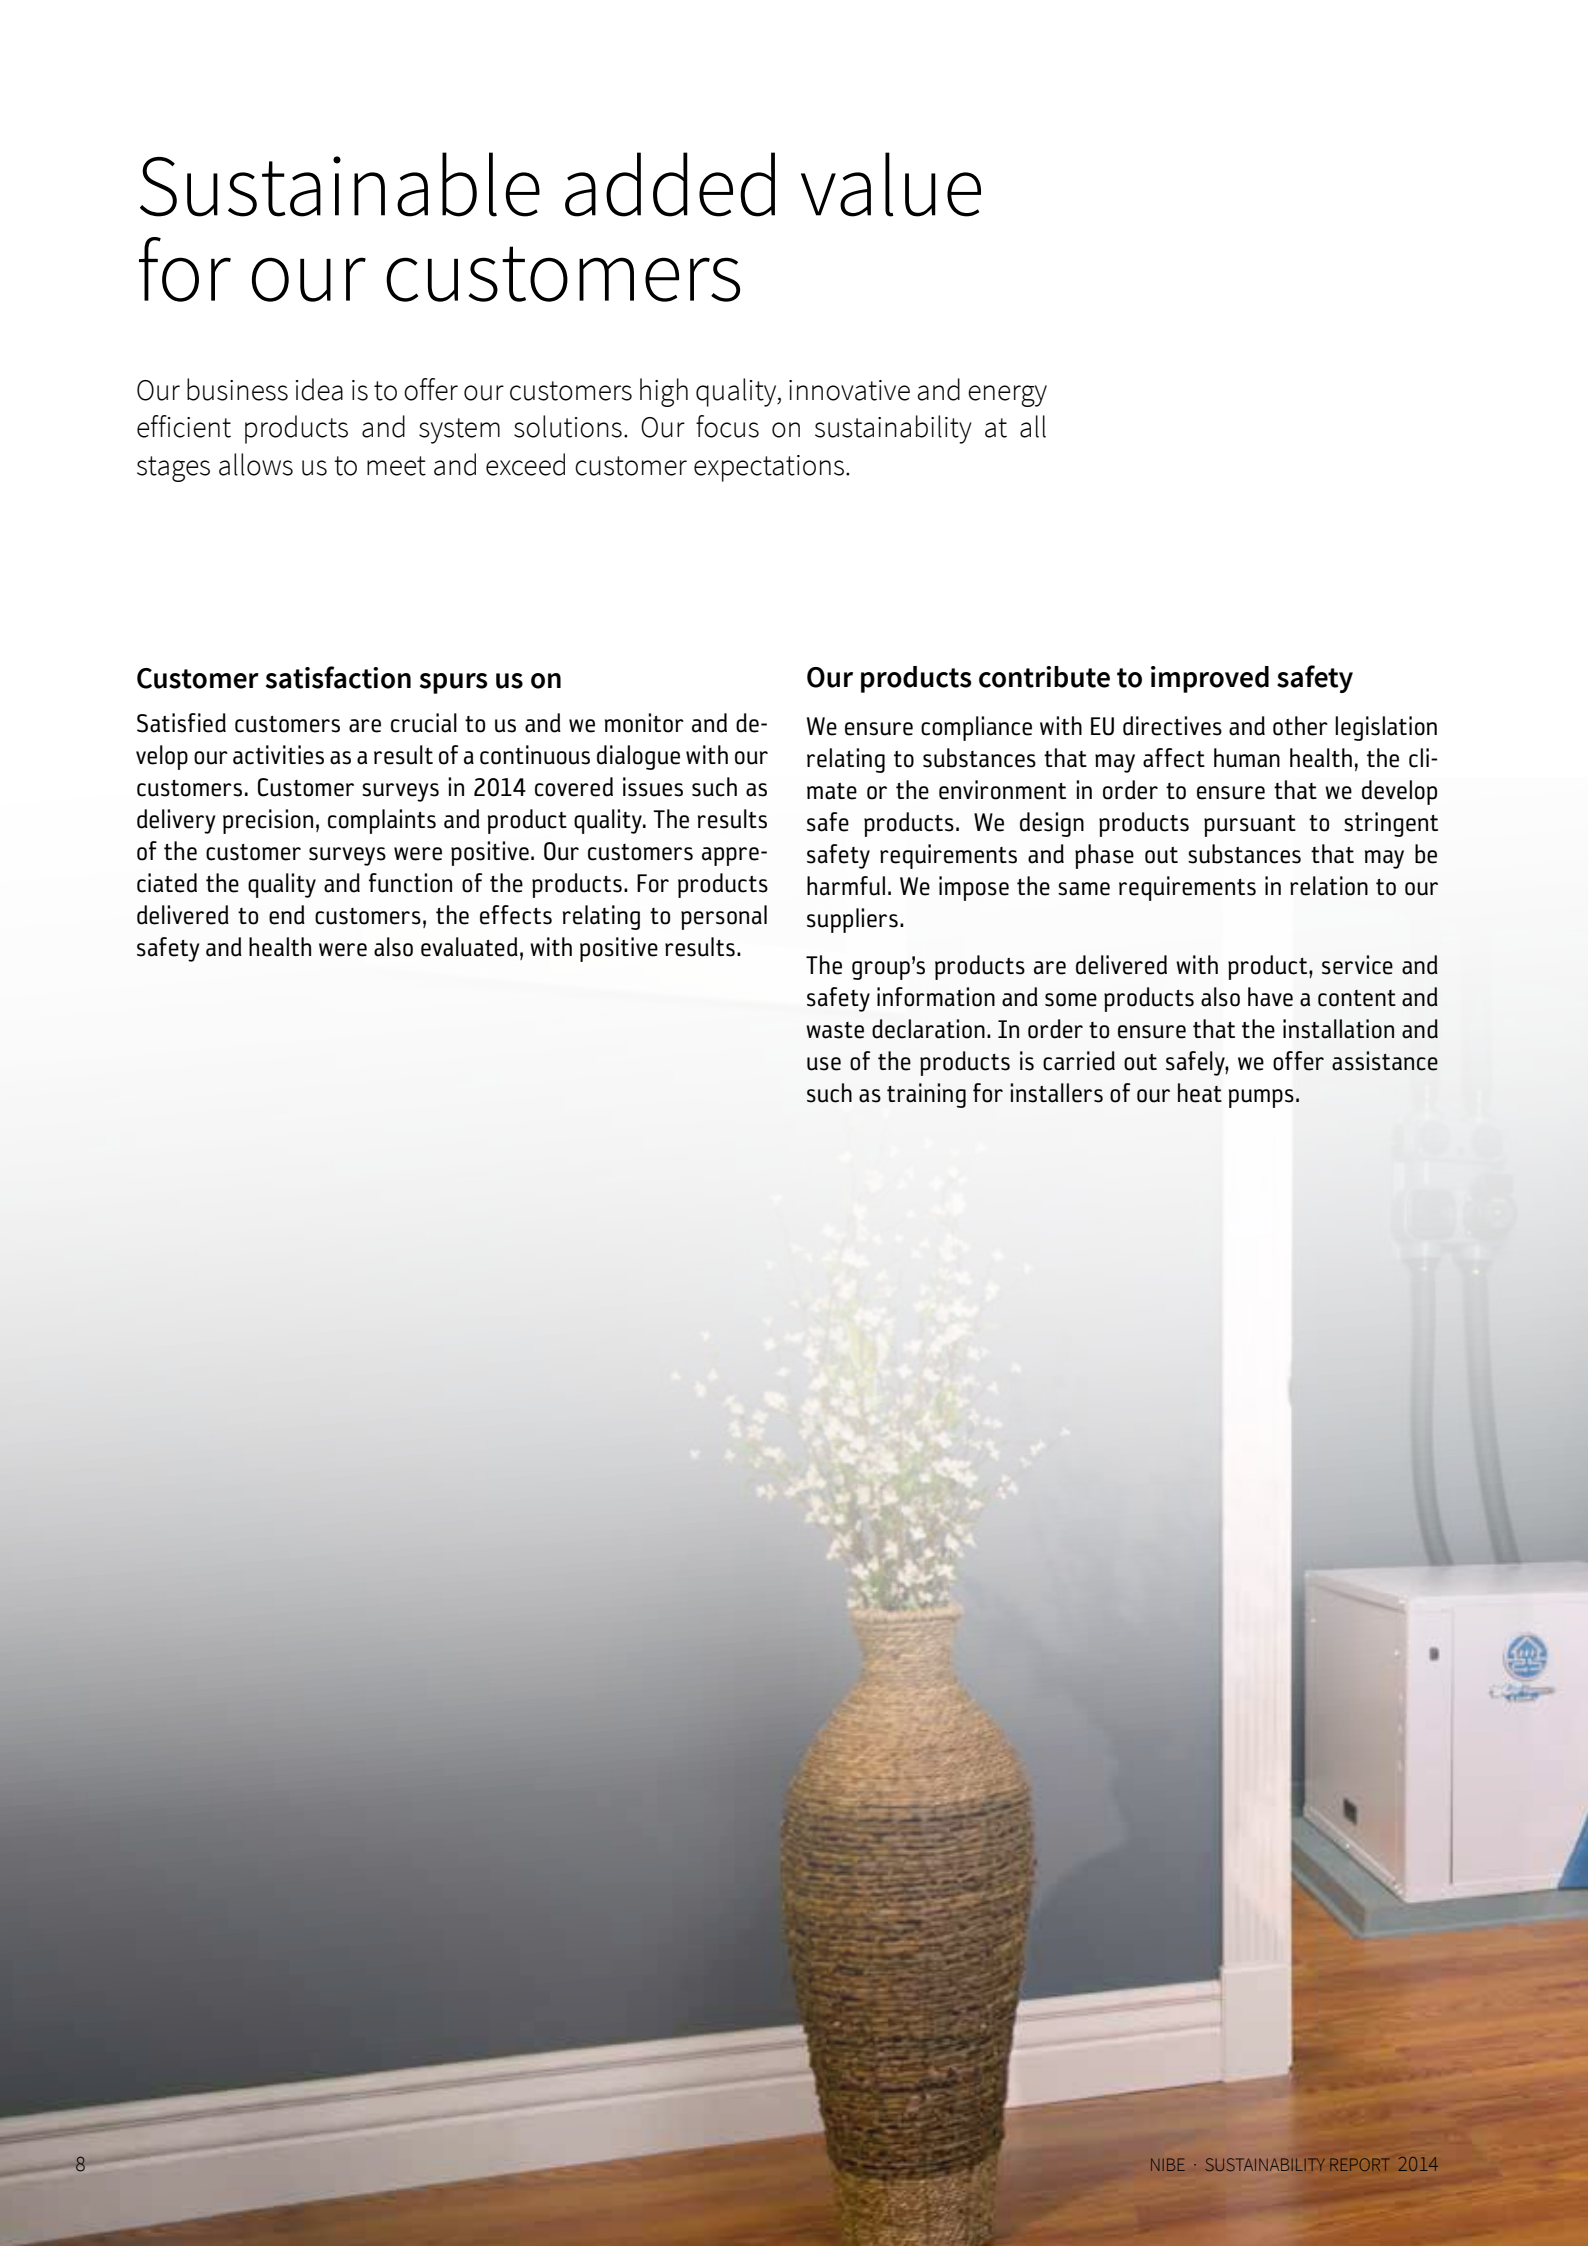 Sustainable added value
for our customers
Our business idea is to offer our customers high quality, innovative and energy
efficient products and system solutions. Our focus on sustainability at all
stages allows us to meet and exceed customer expectations.
Customer satisfaction spurs us on
Satisfied customers are crucial to us and we monitor and de-
velop our activities as a result of a continuous dialogue with our
customers. Customer surveys in 2014 covered issues such as
delivery precision, complaints and product quality. The results
of the customer surveys were positive. Our customers appre-
ciated the quality and function of the products. For products
delivered to end customers, the effects relating to personal
safety and health were also evaluated, with positive results.
Our products contribute to improved safety
We ensure compliance with EU directives and other legislation
relating to substances that may affect human health, the cli-
mate or the environment in order to ensure that we develop
safe products. We design products pursuant to stringent
safety requirements and phase out substances that may be
harmful. We impose the same requirements in relation to our
suppliers.
The group's products are delivered with product, service and
safety information and some products also have a content and
waste declaration. In order to ensure that the installation and
use of the products is carried out safely, we offer assistance
such as training for installers of our heat pumps.
8
NIBE · SUSTAINABILITY REPORT 2014